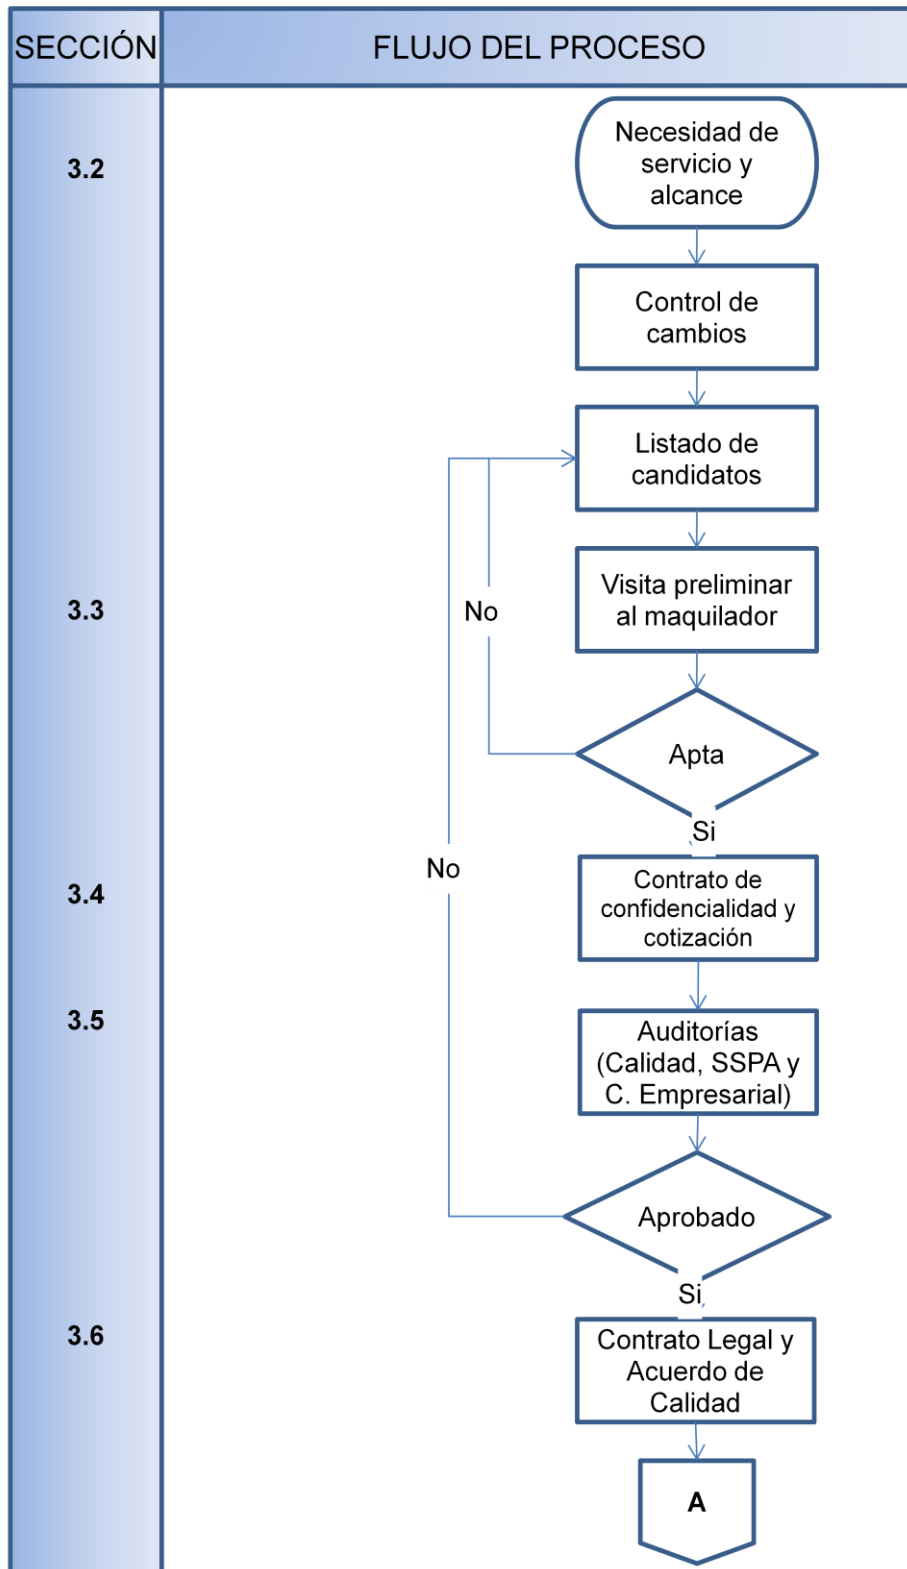 SECCIÓN
FLUJO DEL PROCESO
3.2
Necesidad de
servicio y
alcance
Control de
cambios
Listado de
candidatos
3.3
Visita preliminar
al maquilador
No
Apta
Si
No
3.4
Contrato de
confidencialidad y
cotización
3.5
Auditorías
(Calidad, SSPA y
C. Empresarial)
Aprobado
Si
3.6
Contrato Legal y
Acuerdo de
Calidad
A